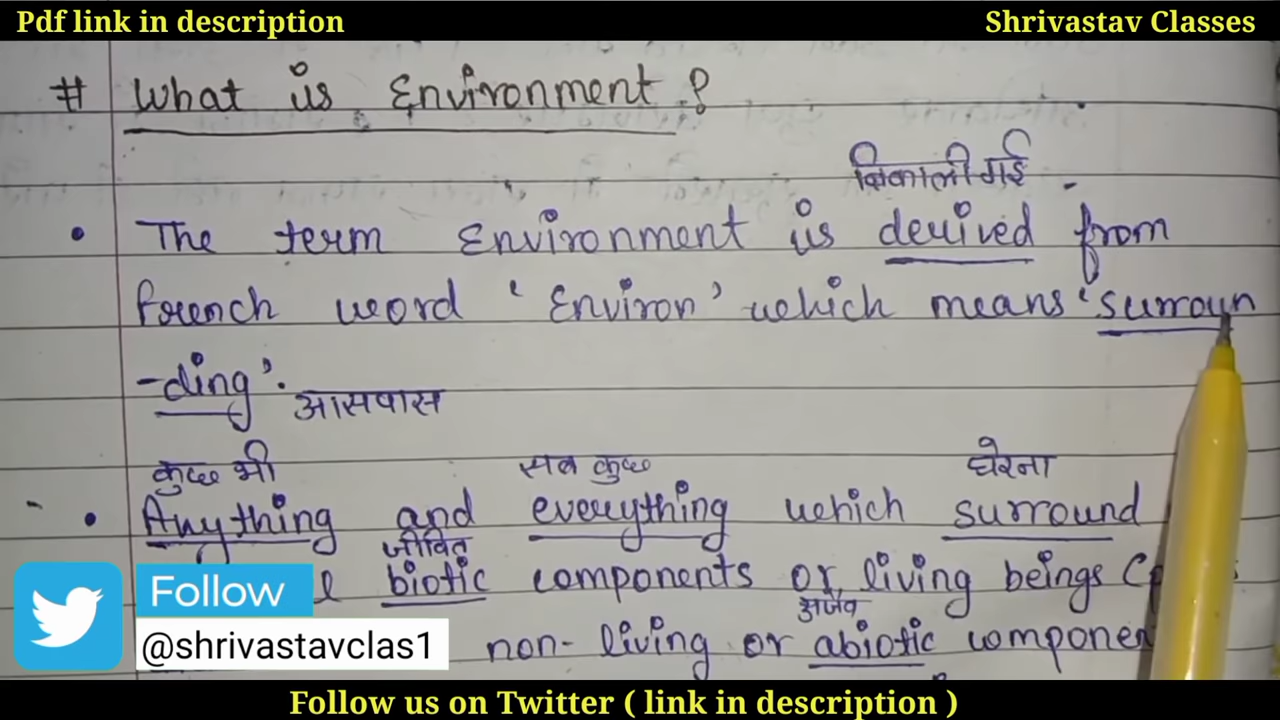 Pdf link in description
Shrivastav Classes
# What is Environment ?
निकाली गई
• The term Environment is derived from
French word ‘Environ’ which means ‘surroun
-ding’.
आसपास
कुछ भी सब कुछ घेरना
• Anything and everything which surround
जीवित
biotic components or living beings
अजैव
non-living or abiotic
Follow
@shrivastavclas1
Follow us on Twitter ( link in description )